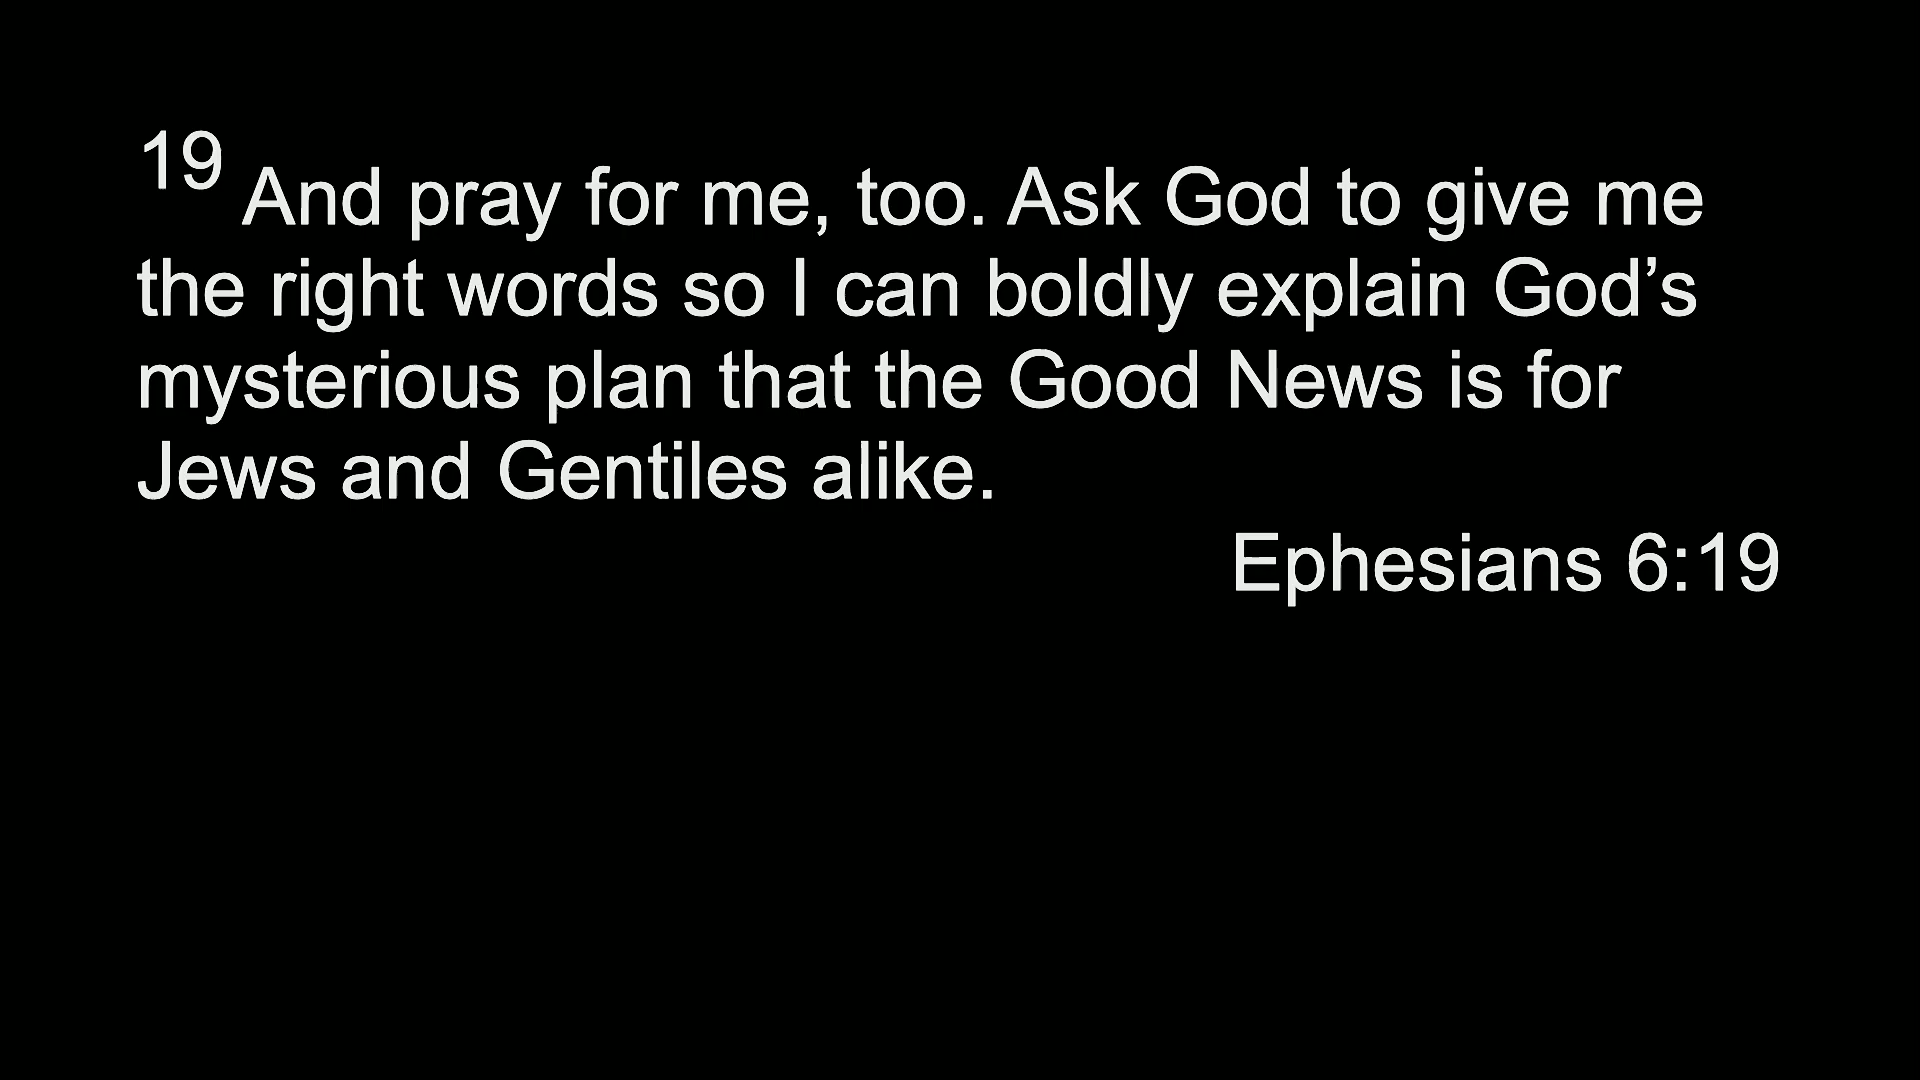 19 And pray for me, too. Ask God to give me
the right words so I can boldly explain God’s
mysterious plan that the Good News is for
Jews and Gentiles alike.
Ephesians 6:19